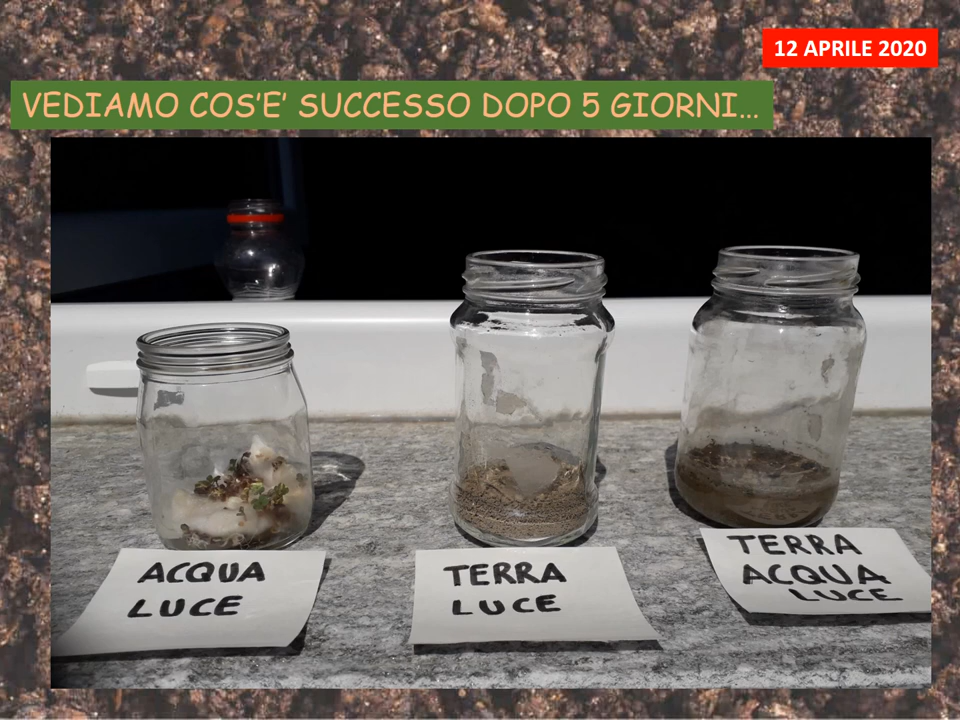 12 APRILE 2020
VEDIAMO COS'E' SUCCESSO DOPO 5 GIORNI...
ACQUA
LUCE
TERRA
LUCE
TERRA
ACQUA
LUCE